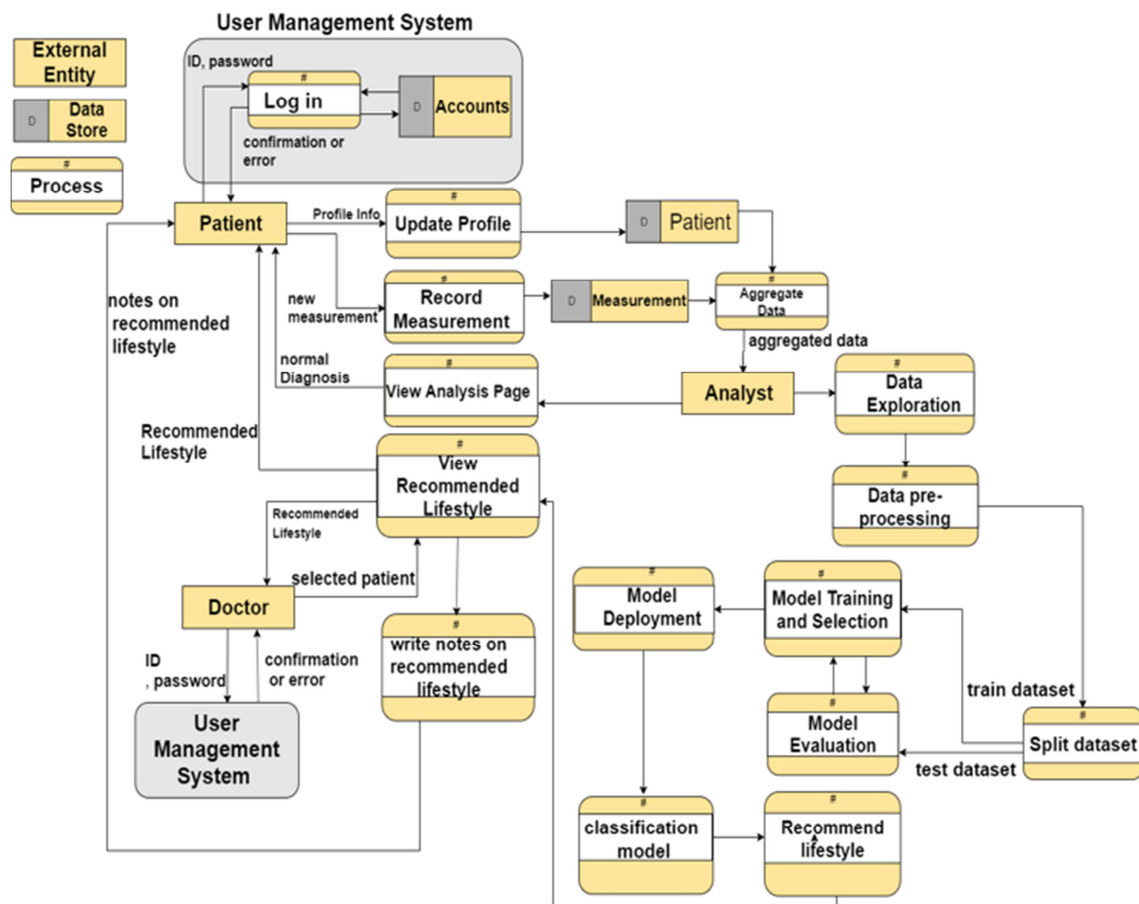 User Management System
External
Entity
D
Data
Store
#
Process
ID, password
#
Log in
D
Accounts
confirmation or
error
Patient
Profile Info
#
Update Profile
D
Patient
notes on
recommended
lifestyle
new
measurement
#
Record
Measurement
D
Measurement
#
Aggregate
Data
aggregated data
normal
Diagnosis
#
View Analysis Page
Analyst
#
Data
Exploration
Recommended
Lifestyle
#
View
Recommended
Lifestyle
#
Data pre-
processing
Recommended
Lifestyle
selected patient
Doctor
#
Model
Deployment
#
Model Training
and Selection
ID
, password
confirmation
or error
#
write notes on
recommended
lifestyle
train dataset
User
Management
System
#
Model
Evaluation
#
Split dataset
test dataset
#
classification
model
#
Recommend
lifestyle